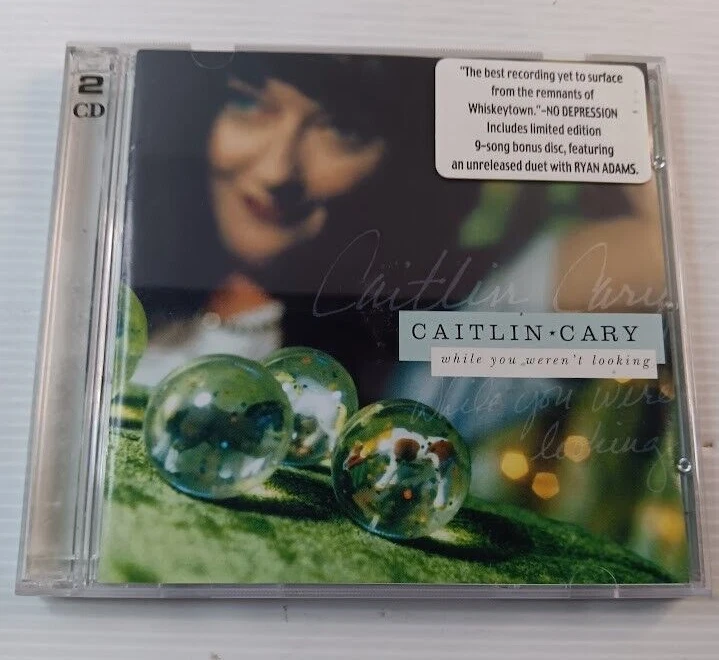 2
CD
"The best recording yet to surface
from the remnants of
Whiskeytown."-NO DEPRESSION
Includes limited edition
9-song bonus disc, featuring
an unreleased duet with RYAN ADAMS.
Caitlin Cary
CAITLIN★CARY
while you weren't looking
while you were
looking